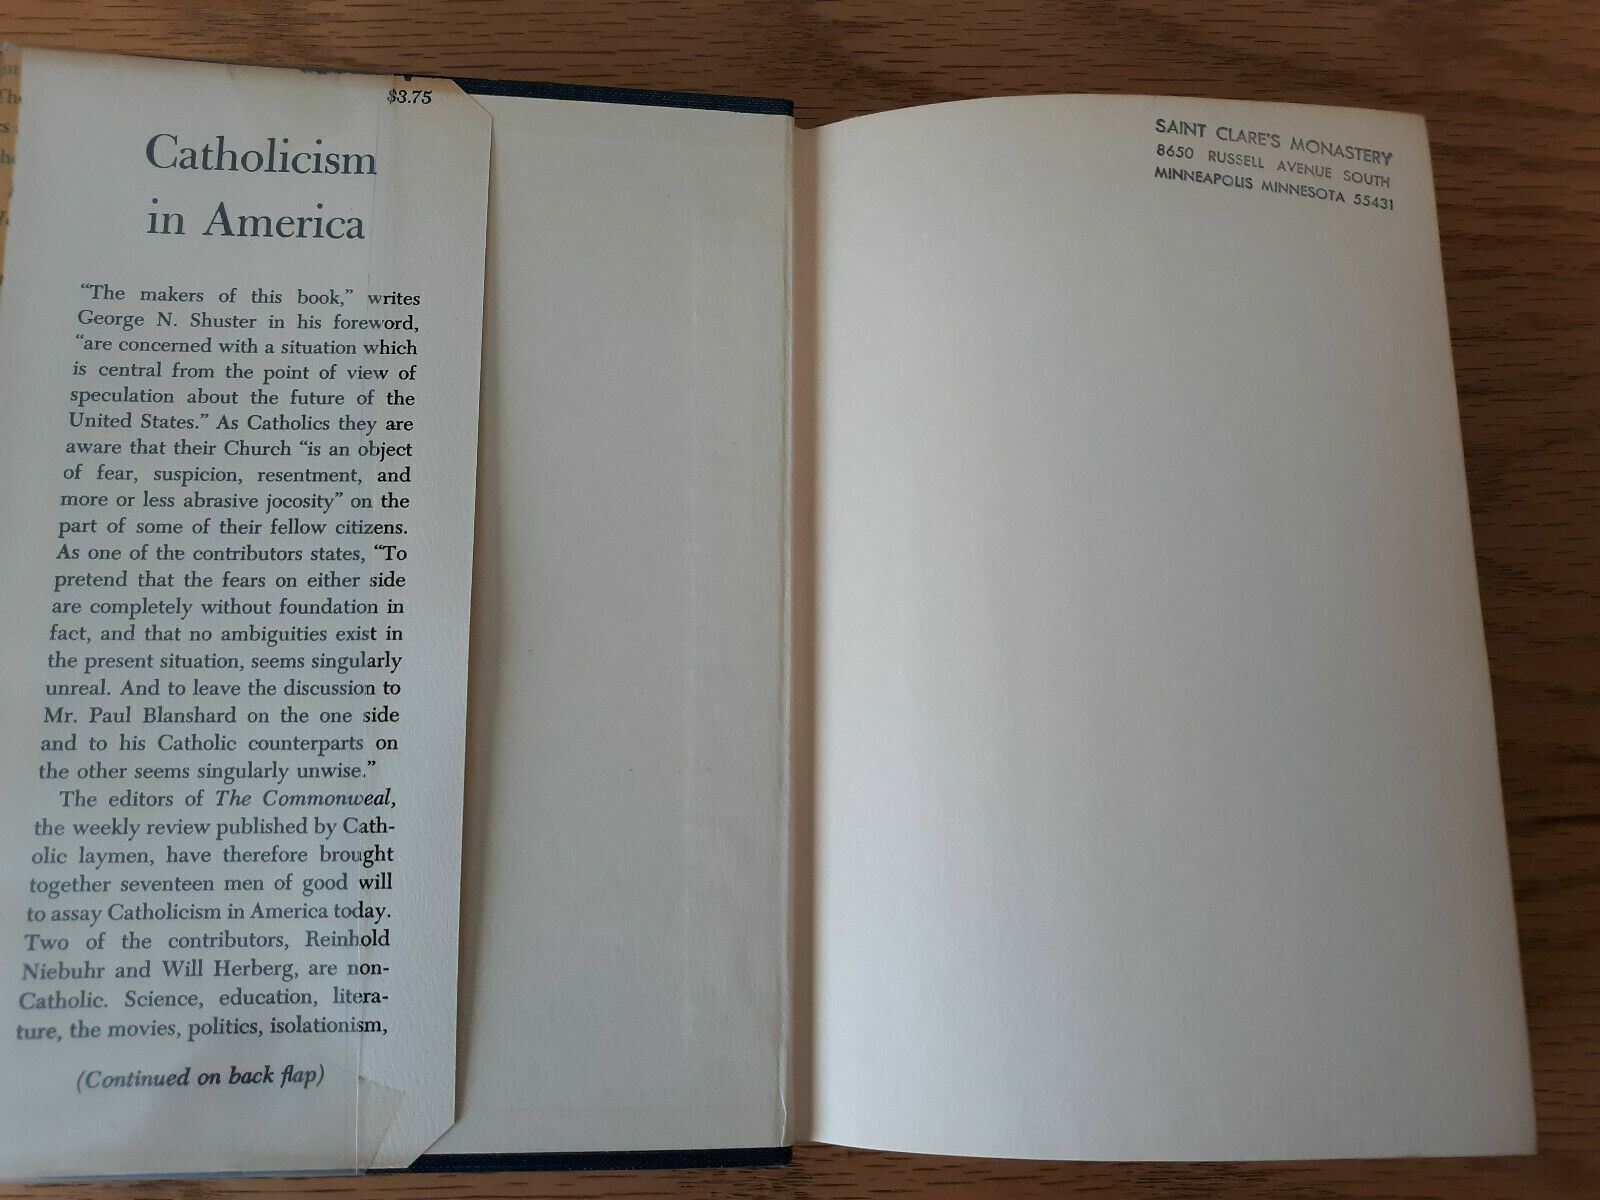 $3.75
Catholicism
in America
“The makers of this book,” writes
George N. Shuster in his foreword,
“are concerned with a situation which
is central from the point of view of
speculation about the future of the
United States.” As Catholics they are
aware that their Church “is an object
of fear, suspicion, resentment, and
more or less abrasive jocosity” on the
part of some of their fellow citizens.
As one of the contributors states, “To
pretend that the fears on either side
are completely without foundation in
fact, and that no ambiguities exist in
the present situation, seems singularly
unreal. And to leave the discussion to
Mr. Paul Blanshard on the one side
and to his Catholic counterparts on
the other seems singularly unwise.”
The editors of The Commonweal,
the weekly review published by Cath-
olic laymen, have therefore brought
together seventeen men of good will
to assay Catholicism in America today.
Two of the contributors, Reinhold
Niebuhr and Will Herberg, are non-
Catholic. Science, education, litera-
ture, the movies, politics, isolationism,
(Continued on back flap)
SAINT CLARE'S MONASTERY
8650 RUSSELL AVENUE SOUTH
MINNEAPOLIS MINNESOTA 55431